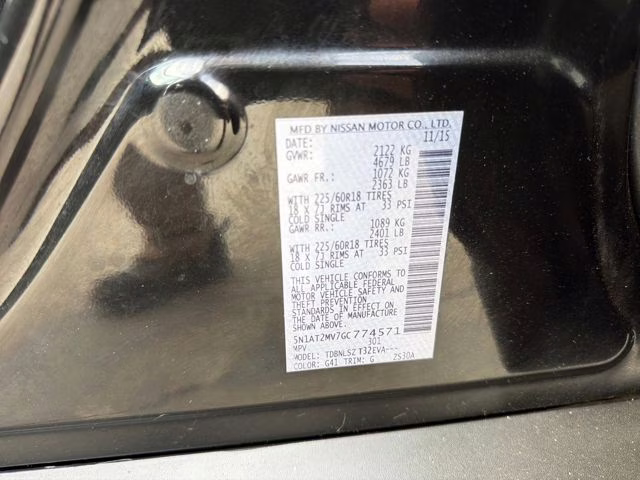 MFD BY NISSAN MOTOR CO., LTD.
DATE: 11/15
GVWR: 2122 KG
4679 LB
GAWR FR.: 1072 KG
2363 LB
WITH 225/60R18 TIRES
18 X 7J RIMS AT 33 PSI
COLD SINGLE
GAWR RR.: 1089 KG
2401 LB
WITH 225/60R18 TIRES
18 X 7J RIMS AT 33 PSI
COLD SINGLE
THIS VEHICLE CONFORMS TO
ALL APPLICABLE FEDERAL
MOTOR VEHICLE SAFETY AND
THEFT PREVENTION
STANDARDS IN EFFECT ON
THE DATE OF MANUFACTURE SHOWN
ABOVE.
5N1AT2MV7GC774571
MPV 301
MODEL: TDBNLSZ T32EVA---
COLOR: G41 TRIM: G 2S30A